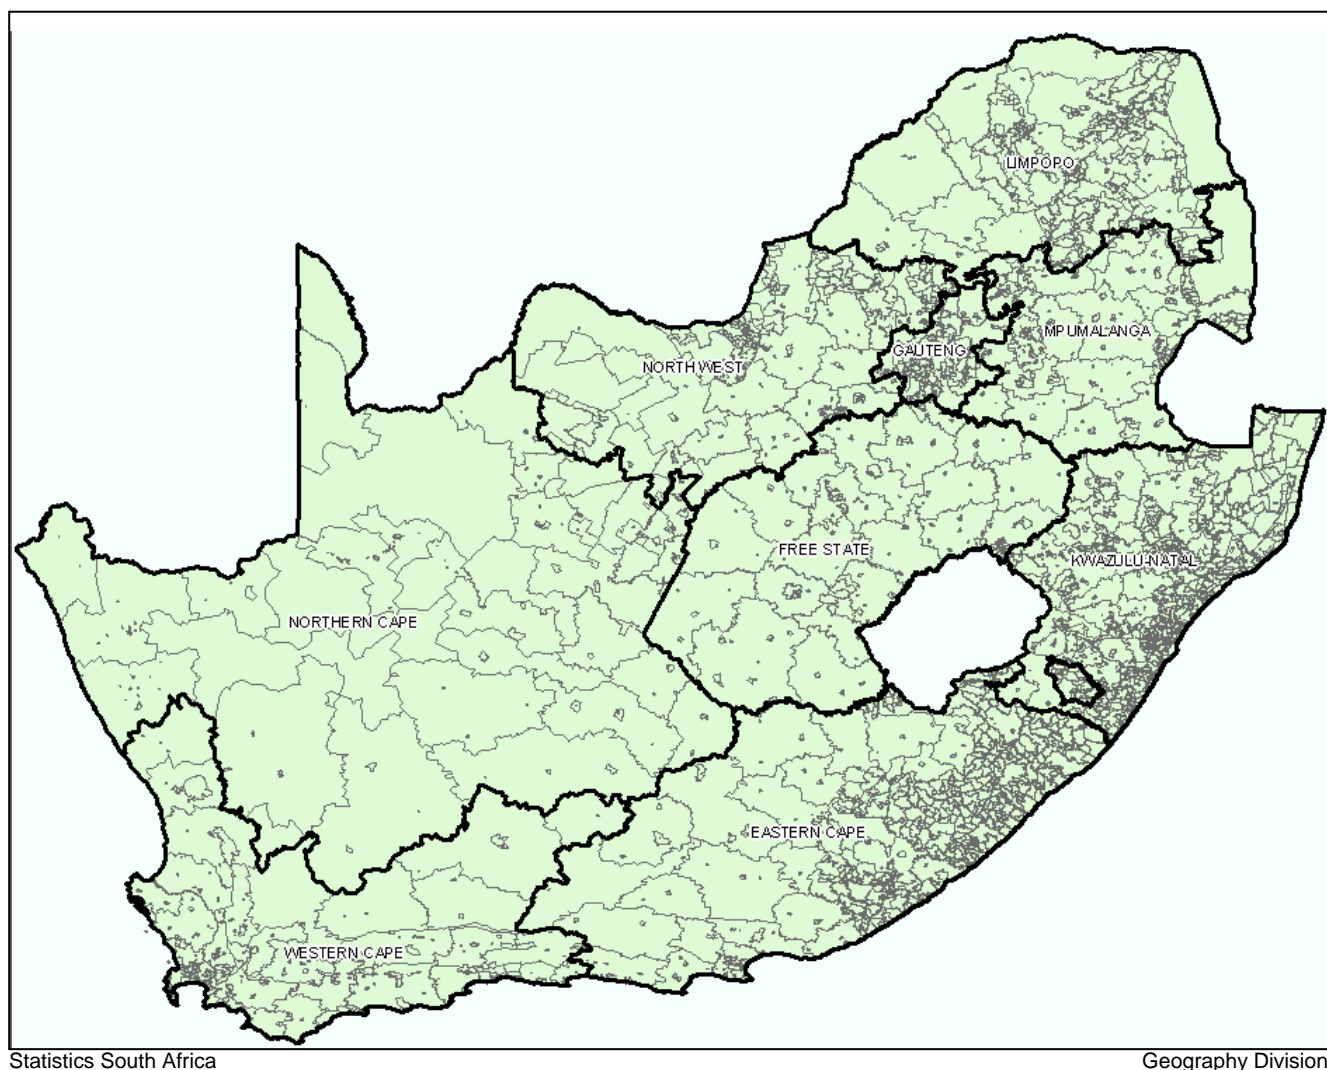 LIMPOPO
MPUMALANGA
GAUTENG
NORTH WEST
FREE STATE
KWAZULU-NATAL
NORTHERN CAPE
EASTERN CAPE
WESTERN CAPE
Statistics South Africa
Geography Division